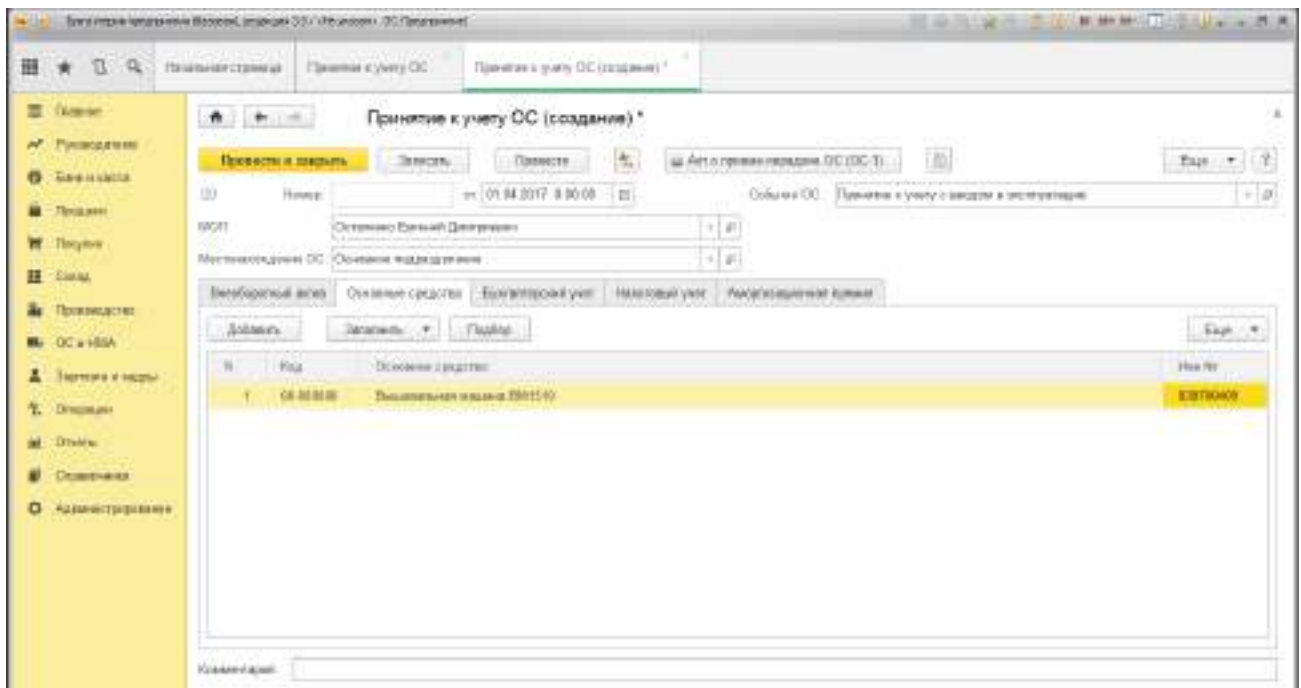 Начальная страница Принятие к учету ОС Принятие к учету ОС (создание) *
Главное
Руководителю
Банк и касса
Продажи
Покупки
Склад
Производство
ОС и НМА
Зарплата и кадры
Операции
Отчеты
Справочники
Администрирование
Принятие к учету ОС (создание) *
Провести и закрыть Записать Провести Акт о приеме-передаче ОС (ОС-1) Еще ?
Номер: от: 01.04.2017 0:00:00 Событие ОС: Принятие к учету с вводом в эксплуатацию
МОЛ: Евгений Дмитриевич
Местонахождение ОС: Основное подразделение
Внеоборотный актив Основные средства Бухгалтерский учет Налоговый учет Амортизационная премия
Добавить Заполнить Подбор Еще
N Код Основное средство Инв. №
1 Вышивальная машина
Комментарий: